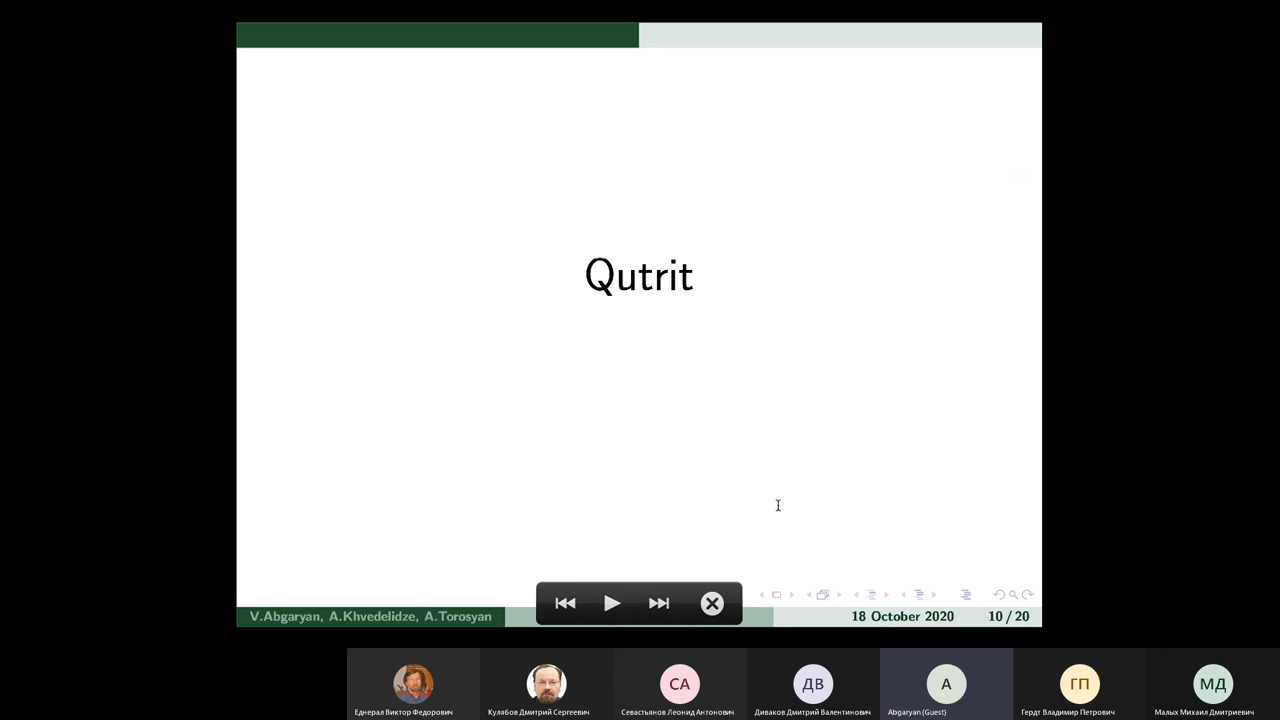 Qutrit
V.Abgaryan, A.Khvedelidze, A.Torosyan
18 October 2020
10 / 20
СА
ДВ
A
ГП
МД
Еднерал Виктор Федорович
Кулябов Дмитрий Сергеевич
Севастьянов Леонид Антонович
Диваков Дмитрий Валентинович
Abgaryan (Guest)
Гердт Владимир Петрович
Малых Михаил Дмитриевич